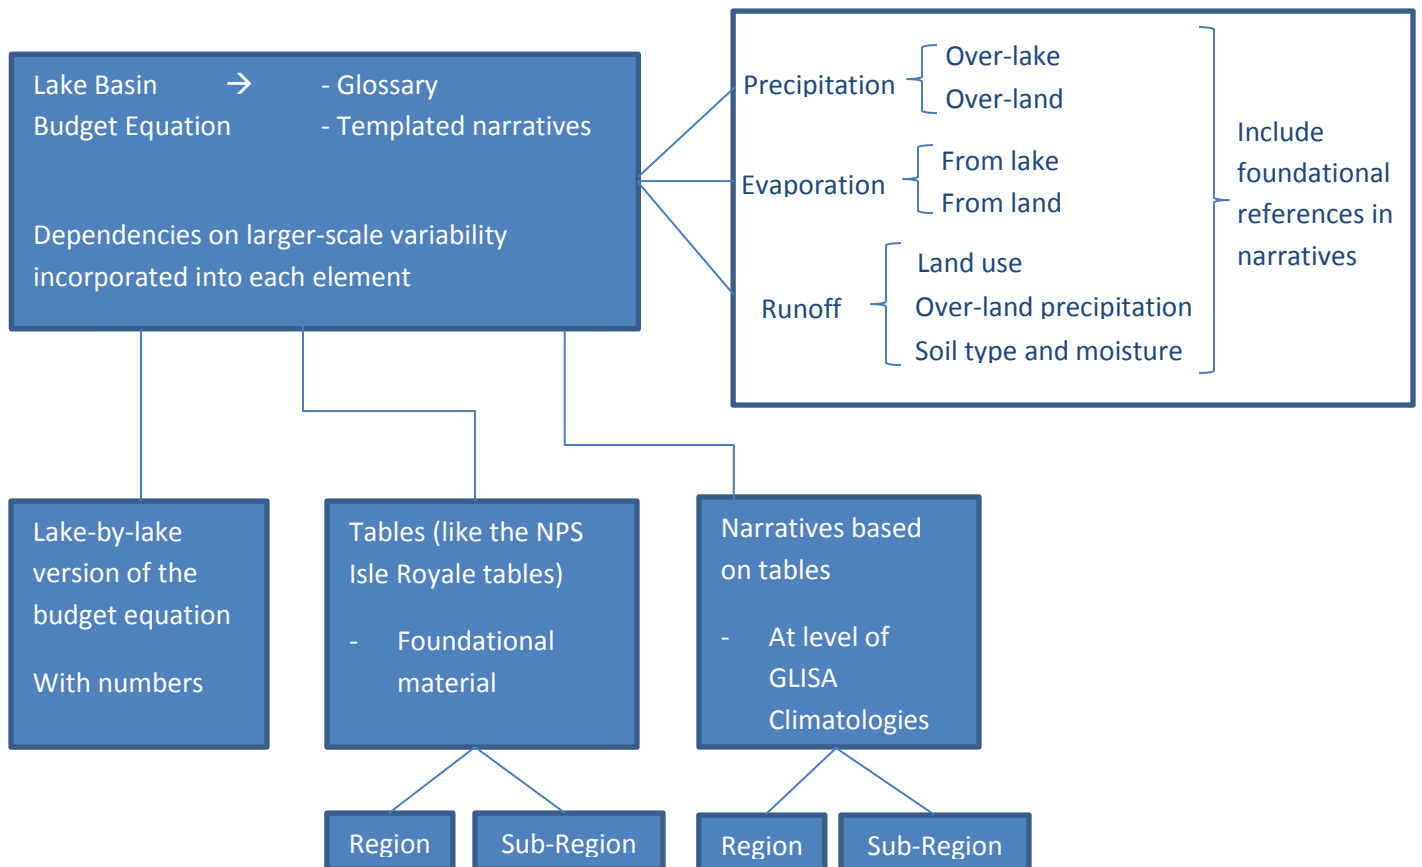 Lake Basin → - Glossary
Budget Equation - Templated narratives
Dependencies on larger-scale variability
incorporated into each element
Precipitation
Over-lake
Over-land
Evaporation
From lake
From land
Runoff
Land use
Over-land precipitation
Soil type and moisture
Include
foundational
references in
narratives
Lake-by-lake
version of the
budget equation
With numbers
Tables (like the NPS
Isle Royale tables)
- Foundational
material
Narratives based
on tables
- At level of
GLISA
Climatologies
Region
Sub-Region
Region
Sub-Region